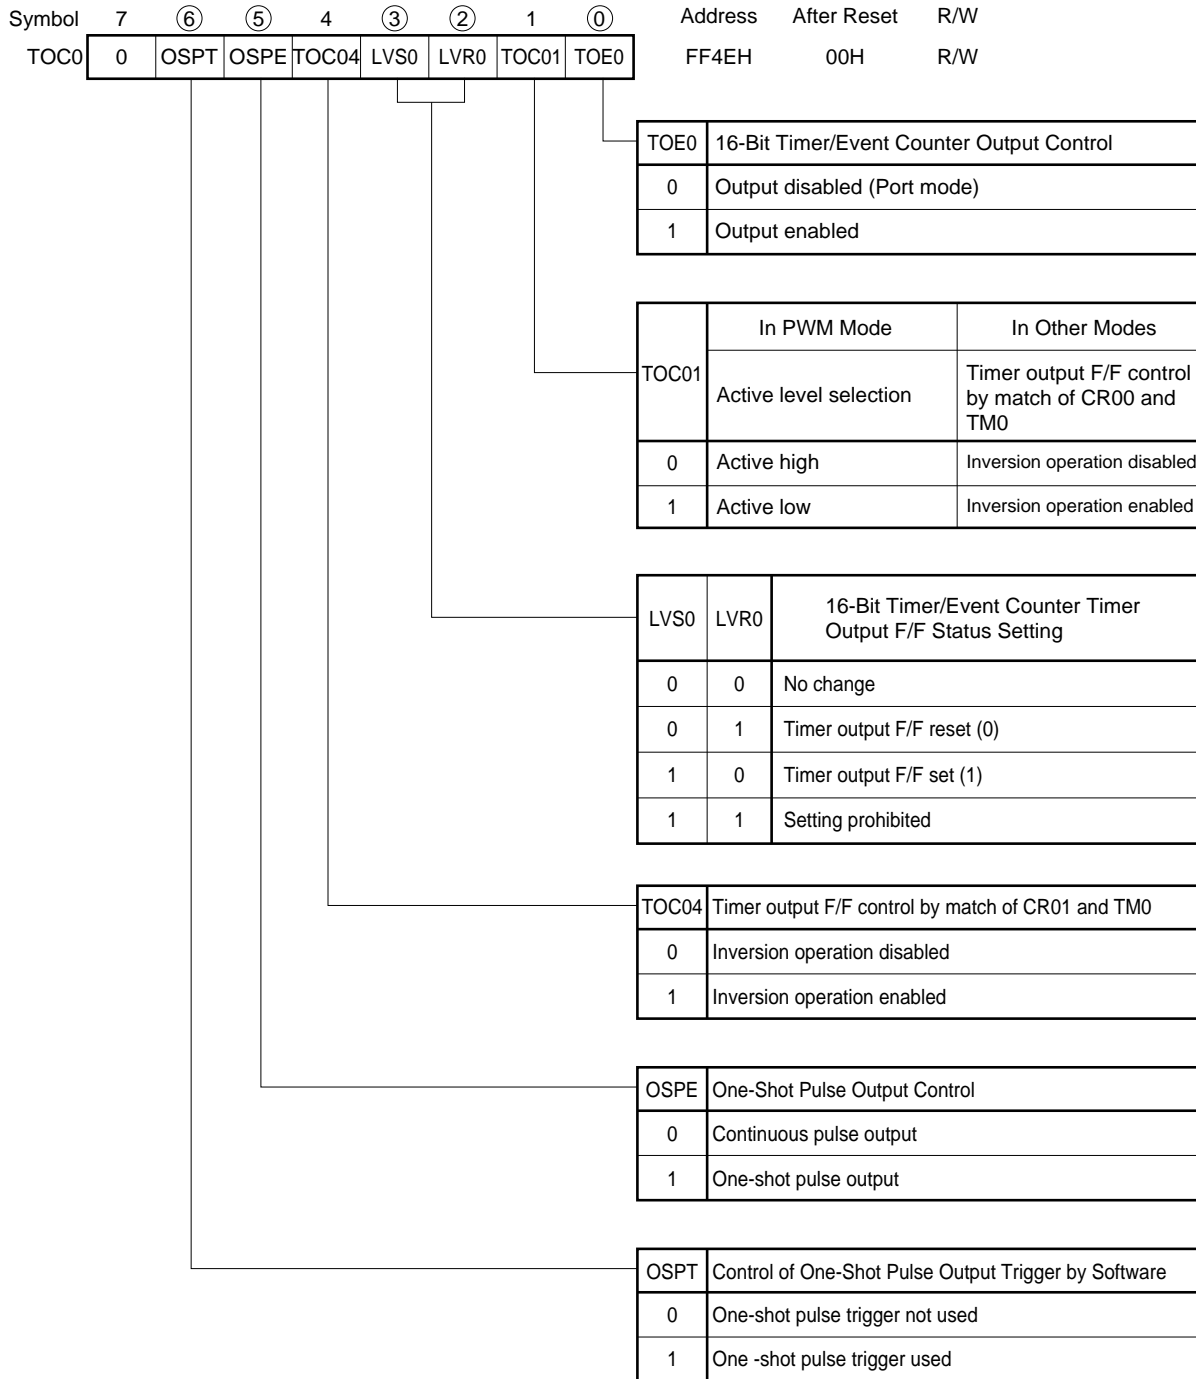 Symbol 7 ⑥ ⑤ 4 ③ ② 1 ⓪ Address After Reset R/W
TOC0 0 OSPT OSPE TOC04 LVS0 LVR0 TOC01 TOE0 FF4EH 00H R/W
TOE0 16-Bit Timer/Event Counter Output Control
0 Output disabled (Port mode)
1 Output enabled
In PWM Mode In Other Modes
TOC01 Active level selection Timer output F/F control
by match of CR00 and
TM0
0 Active high Inversion operation disabled
1 Active low Inversion operation enabled
LVS0 LVR0 16-Bit Timer/Event Counter Timer
Output F/F Status Setting
0 0 No change
0 1 Timer output F/F reset (0)
1 0 Timer output F/F set (1)
1 1 Setting prohibited
TOC04 Timer output F/F control by match of CR01 and TM0
0 Inversion operation disabled
1 Inversion operation enabled
OSPE One-Shot Pulse Output Control
0 Continuous pulse output
1 One-shot pulse output
OSPT Control of One-Shot Pulse Output Trigger by Software
0 One-shot pulse trigger not used
1 One -shot pulse trigger used